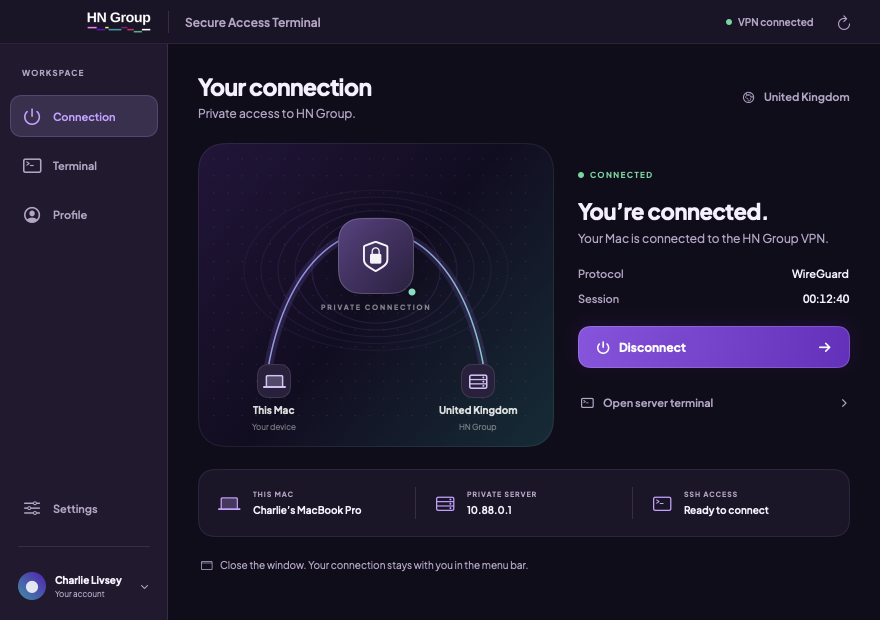 HN Group
Secure Access Terminal
VPN connected
WORKSPACE
Connection
Terminal
Profile
Settings
Charlie Livsey
Your account
Your connection
Private access to HN Group.
United Kingdom
PRIVATE CONNECTION
This Mac
Your device
United Kingdom
HN Group
CONNECTED
You’re connected.
Your Mac is connected to the HN Group VPN.
Protocol WireGuard
Session 00:12:40
Disconnect
Open server terminal
THIS MAC
Charlie’s MacBook Pro
PRIVATE SERVER
10.88.0.1
SSH ACCESS
Ready to connect
Close the window. Your connection stays with you in the menu bar.